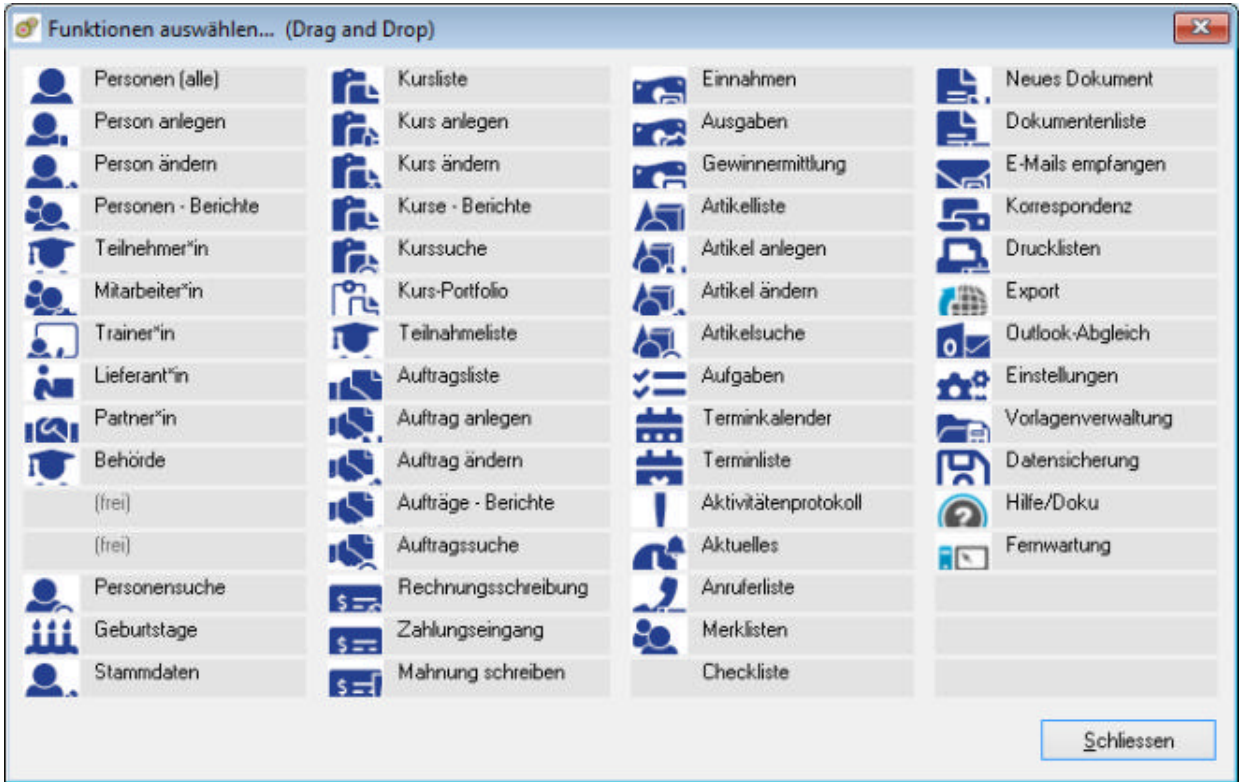 Funktionen auswählen... (Drag and Drop)
Personen (alle)
Person anlegen
Person ändern
Personen - Berichte
Teilnehmer*in
Mitarbeiter*in
Trainer*in
Lieferant*in
Partner*in
Behörde
(frei)
(frei)
Personensuche
Geburtstage
Stammdaten
Kursliste
Kurs anlegen
Kurs ändern
Kurse - Berichte
Kurssuche
Kurs-Portfolio
Teilnahmeliste
Auftragsliste
Auftrag anlegen
Auftrag ändern
Aufträge - Berichte
Auftragssuche
Rechnungsschreibung
Zahlungseingang
Mahnung schreiben
Einnahmen
Ausgaben
Gewinnermittlung
Artikelliste
Artikel anlegen
Artikel ändern
Artikelsuche
Aufgaben
Terminkalender
Terminliste
Aktivitätenprotokoll
Aktuelles
Anruferliste
Merklisten
Checkliste
Neues Dokument
Dokumentenliste
E-Mails empfangen
Korrespondenz
Drucklisten
Export
Outlook-Abgleich
Einstellungen
Vorlagenverwaltung
Datensicherung
Hilfe/Doku
Fernwartung
Schliessen